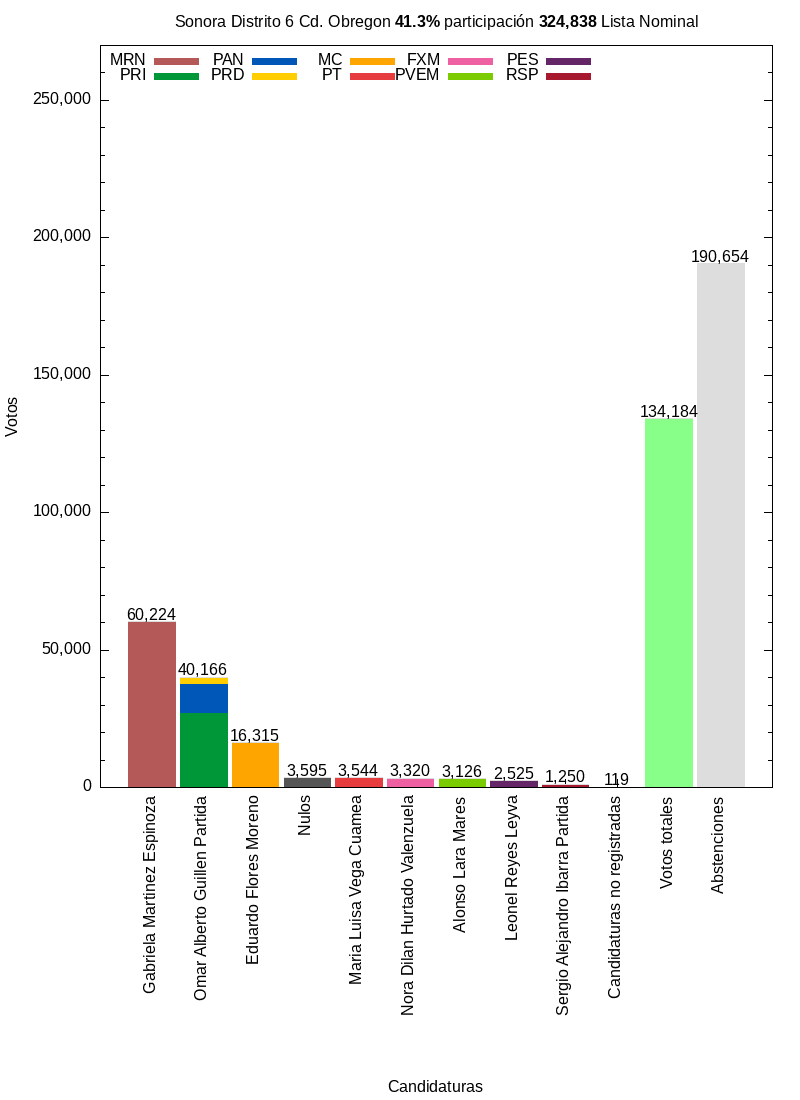 Sonora Distrito 6 Cd. Obregon 41.3% participación 324,838 Lista Nominal
MRN PAN MC FXM PES
PRI PRD PT PVEM RSP
250,000
200,000
150,000
100,000
50,000
0
Votos
60,224
40,166
16,315
3,595
3,544
3,320
3,126
2,525
1,250
119
134,184
190,654
Gabriela Martinez Espinoza
Omar Alberto Guillen Partida
Eduardo Flores Moreno
Nulos
Maria Luisa Vega Cuamea
Nora Dilan Hurtado Valenzuela
Alonso Lara Mares
Leonel Reyes Leyva
Sergio Alejandro Ibarra Partida
Candidaturas no registradas
Votos totales
Abstenciones
Candidaturas